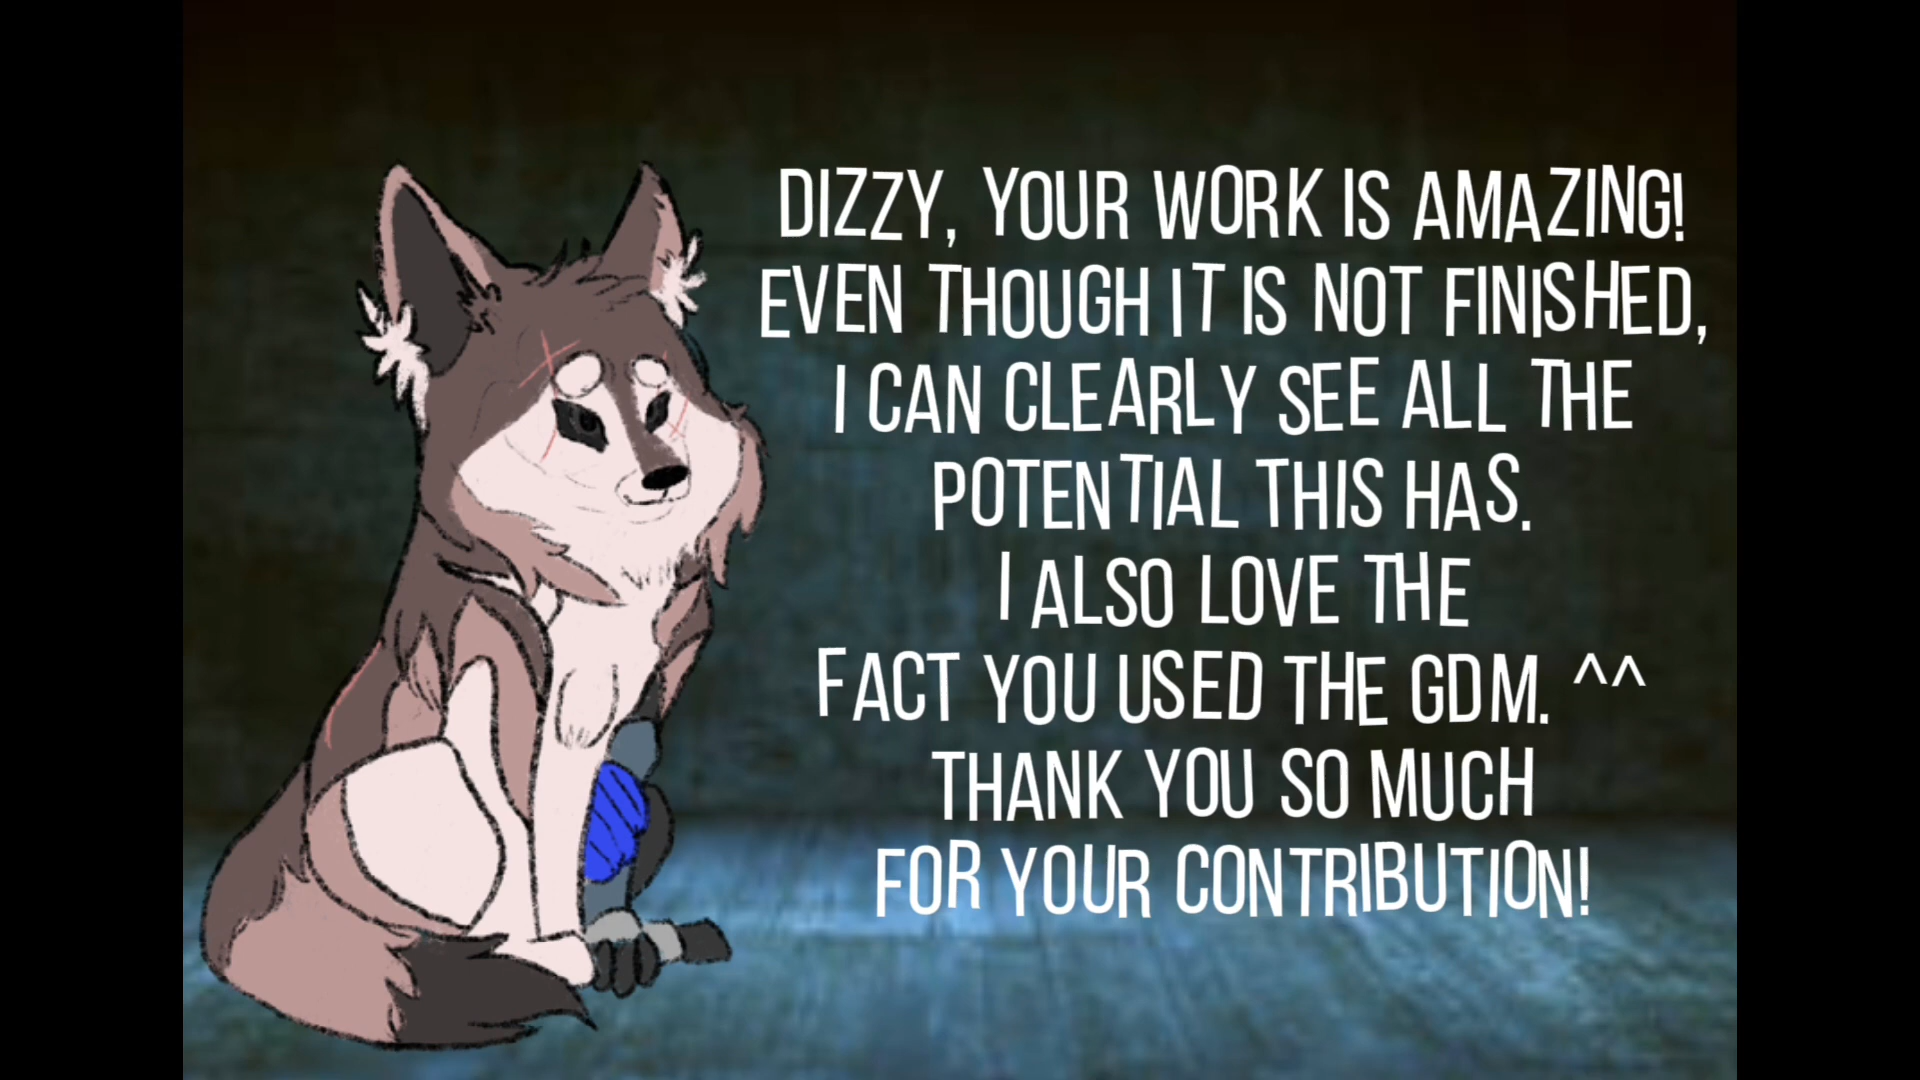 DIZZY, YOUR WORK IS AMAZING!
EVEN THOUGH IT IS NOT FINISHED,
I CAN CLEARLY SEE ALL THE
POTENTIAL THIS HAS.
I ALSO LOVE THE
FACT YOU USED THE GDM. ^^
THANK YOU SO MUCH
FOR YOUR CONTRIBUTION!